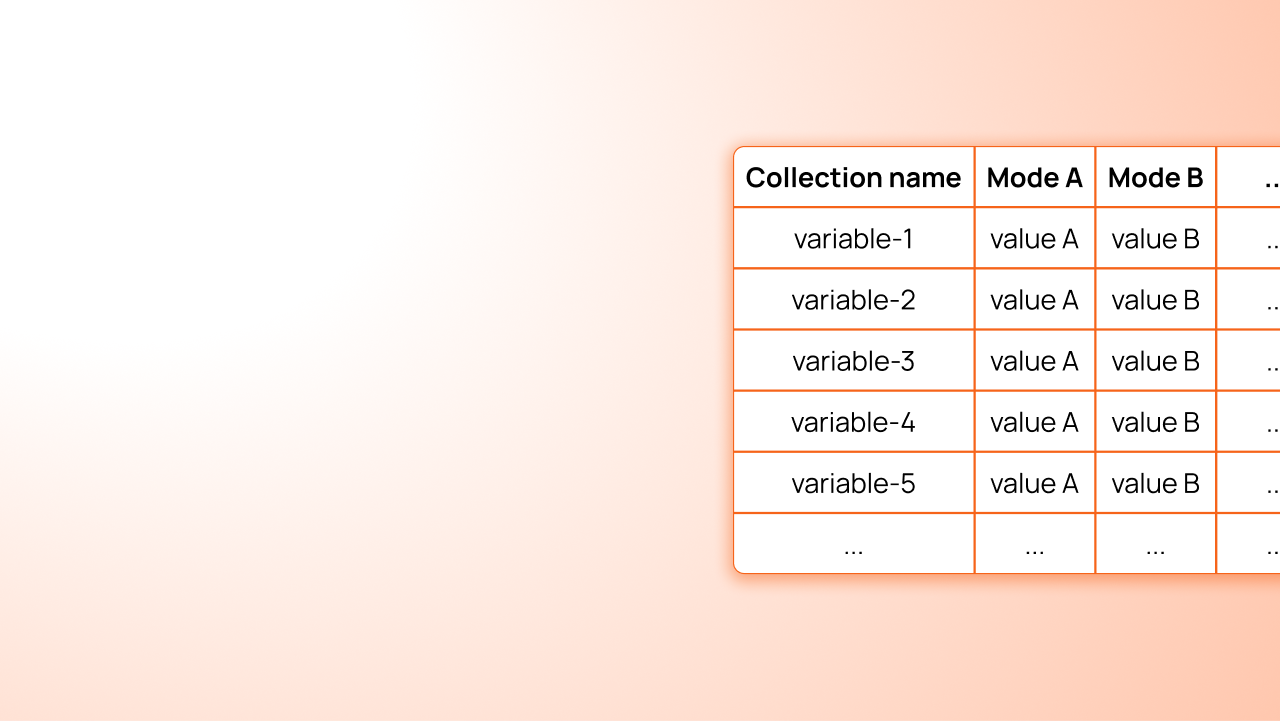 Collection name Mode A Mode B ..
variable-1 value A value B ..
variable-2 value A value B ..
variable-3 value A value B ..
variable-4 value A value B ..
variable-5 value A value B ..
... ... ... ..